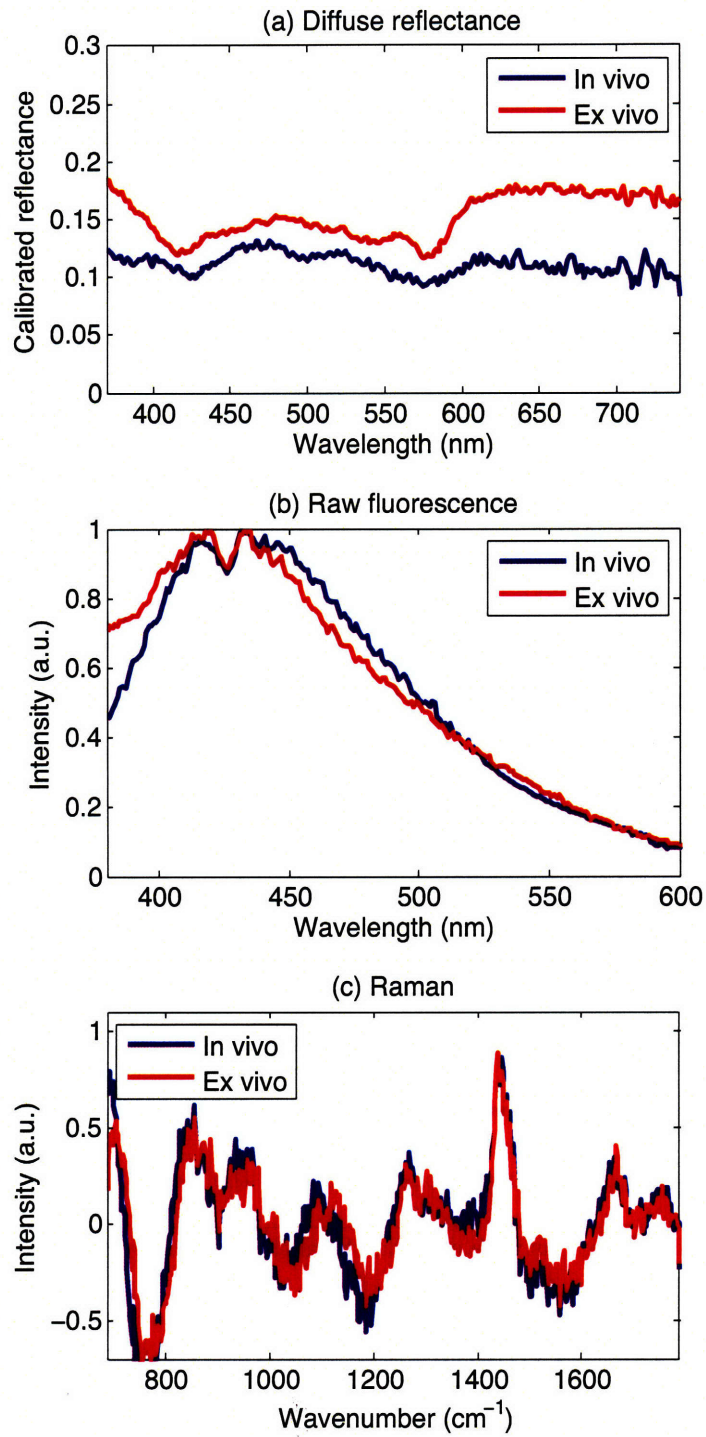 (a) Diffuse reflectance
0.3
0.25
0.2
0.15
0.1
0.05
0
Calibrated reflectance
In vivo
Ex vivo
400 450 500 550 600 650 700
Wavelength (nm)
(b) Raw fluorescence
1
0.8
0.6
0.4
0.2
0
Intensity (a.u.)
In vivo
Ex vivo
400 450 500 550 600
Wavelength (nm)
(c) Raman
1
0.5
0
−0.5
Intensity (a.u.)
In vivo
Ex vivo
800 1000 1200 1400 1600
Wavenumber (cm⁻¹)